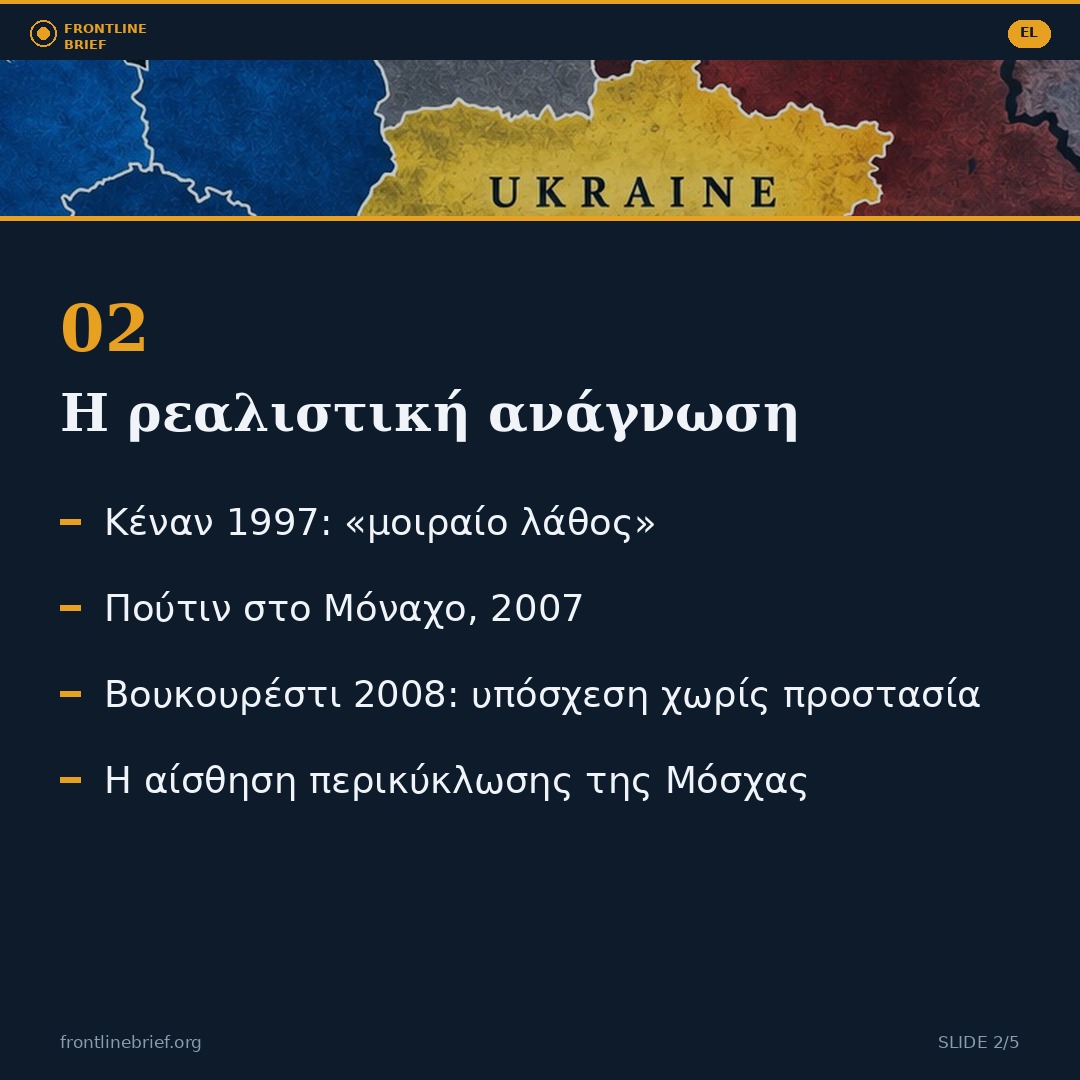 FRONTLINE
BRIEF
EL
UKRAINE
02
Η ρεαλιστική ανάγνωση
Κέναν 1997: «μοιραίο λάθος»
Πούτιν στο Μόναχο, 2007
Βουκουρέστι 2008: υπόσχεση χωρίς προστασία
Η αίσθηση περικύκλωσης της Μόσχας
frontlinebrief.org
SLIDE 2/5